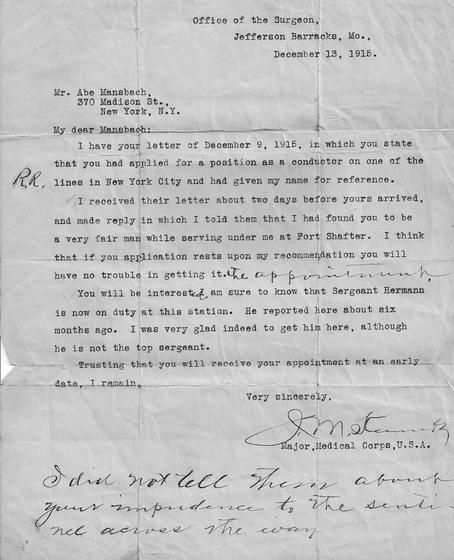 Office of the Surgeon,
Jefferson Barracks, Mo.,
December 13, 1915.
Mr. Abe Mansbach,
370 Madison St.,
New York, N.Y.
My dear Mansbach:
I have your letter of December 9, 1915, in which you state
that you had applied for a position as a conductor on one of the
R.R. lines in New York City and had given my name for reference.
I received their letter about two days before yours arrived,
and made reply in which I told them that I had found you to be
a very fair man while serving under me at Fort Shafter. I think
that if you application rests upon my recommendation you will
have no trouble in getting it. the appointment.
You will be interested I am sure to know that Sergeant Hermann
is now on duty at this station. He reported here about six
months ago. I was very glad indeed to get him here, although
he is not the top sergeant.
Trusting that you will receive your appointment at an early
date, I remain,
Very sincerely,
Major, Medical Corps, U.S.A.
I did not tell them about
your impudence to the senti-
nel across the way.